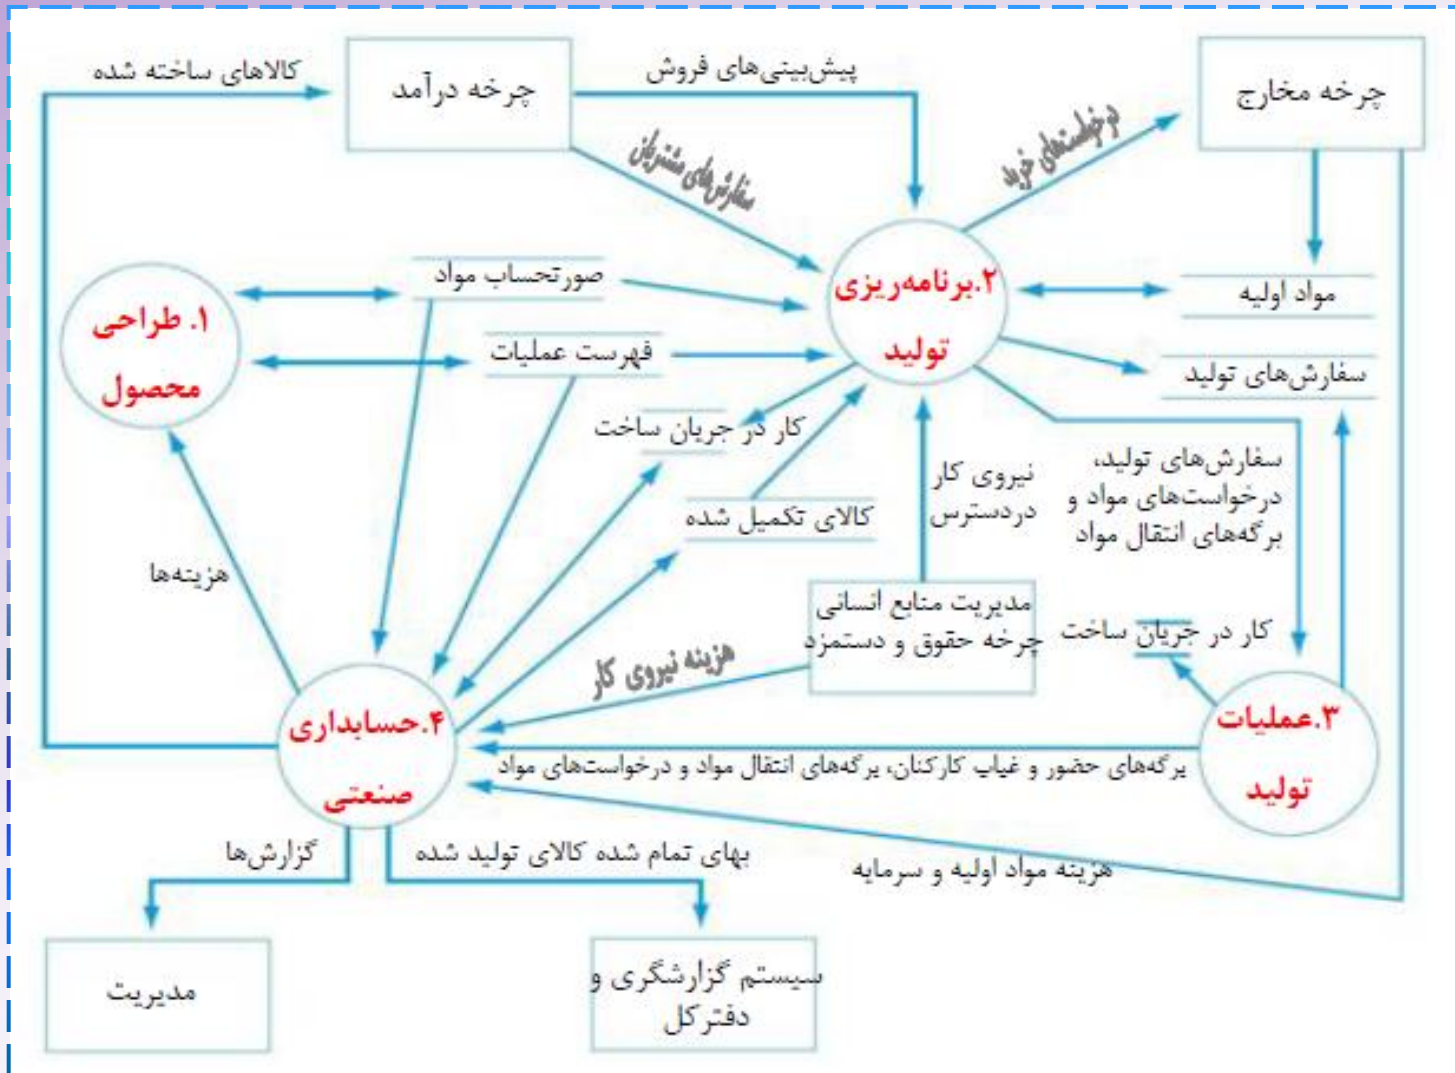 کالاهای ساخته شده
چرخه درآمد
پیش‌بینی‌های فروش
چرخه مخارج
سفارش‌های مشتریان
درخواست‌های خرید
صورتحساب مواد
۲.برنامه‌ریزی
تولید
مواد اولیه
۱. طراحی
محصول
فهرست عملیات
سفارش‌های تولید
کار در جریان ساخت
نیروی کار
دردسترس
سفارش‌های تولید،
درخواست‌های مواد و
برگه‌های انتقال مواد
کالای تکمیل شده
هزینه‌ها
مدیریت منابع انسانی
چرخه حقوق و دستمزد
کار در جریان ساخت
هزینه نیروی کار
۴.حسابداری
صنعتی
۳.عملیات
تولید
برگه‌های حضور و غیاب کارکنان، برگه‌های انتقال مواد و درخواست‌های مواد
گزارش‌ها
بهای تمام شده کالای تولید شده
هزینه مواد اولیه و سرمایه
مدیریت
سیستم گزارشگری و
دفترکل